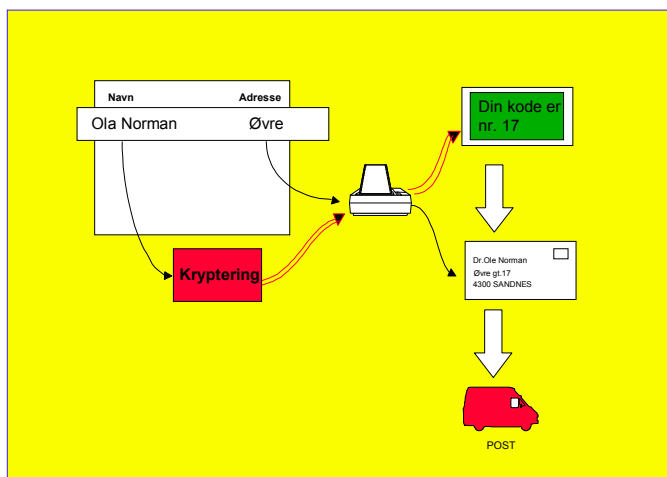 Navn Adresse
Ola Norman Øvre
Kryptering
Din kode er
nr. 17
Dr.Ole Norman
Øvre gt.17
4300 SANDNES
POST